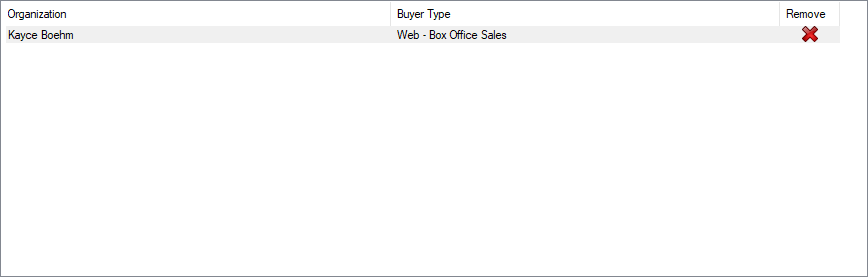 Organization Buyer Type Remove
Kayce Boehm Web - Box Office Sales